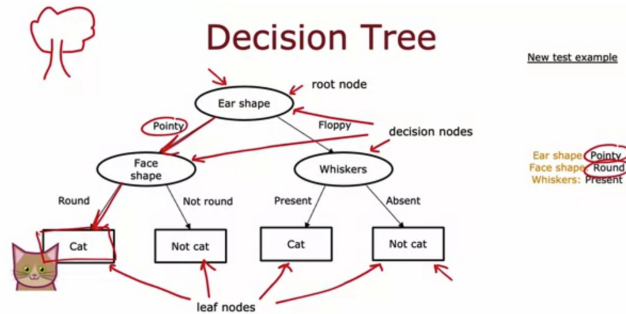 Decision Tree
New test example
root node
Ear shape
Pointy
Floppy
decision nodes
Ear shape: Pointy
Face shape: Round
Whiskers: Present
Face
shape
Whiskers
Round
Not round
Present
Absent
Cat
Not cat
Cat
Not cat
leaf nodes